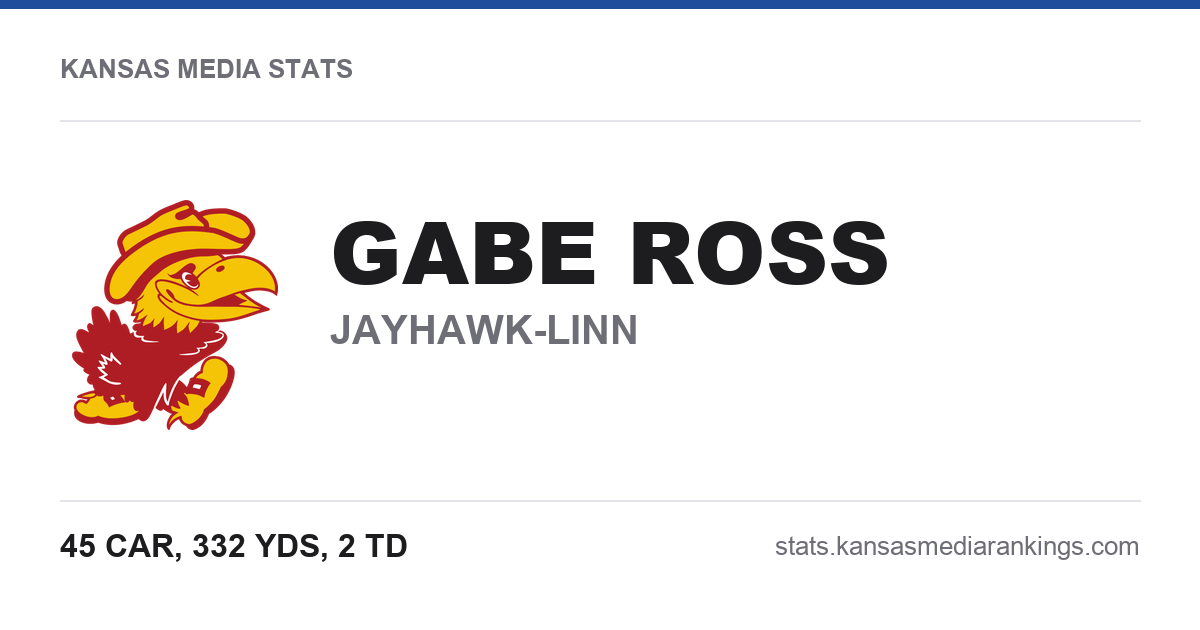 KANSAS MEDIA STATS
GABE ROSS
JAYHAWK-LINN
45 CAR, 332 YDS, 2 TD
stats.kansasmediarankings.com